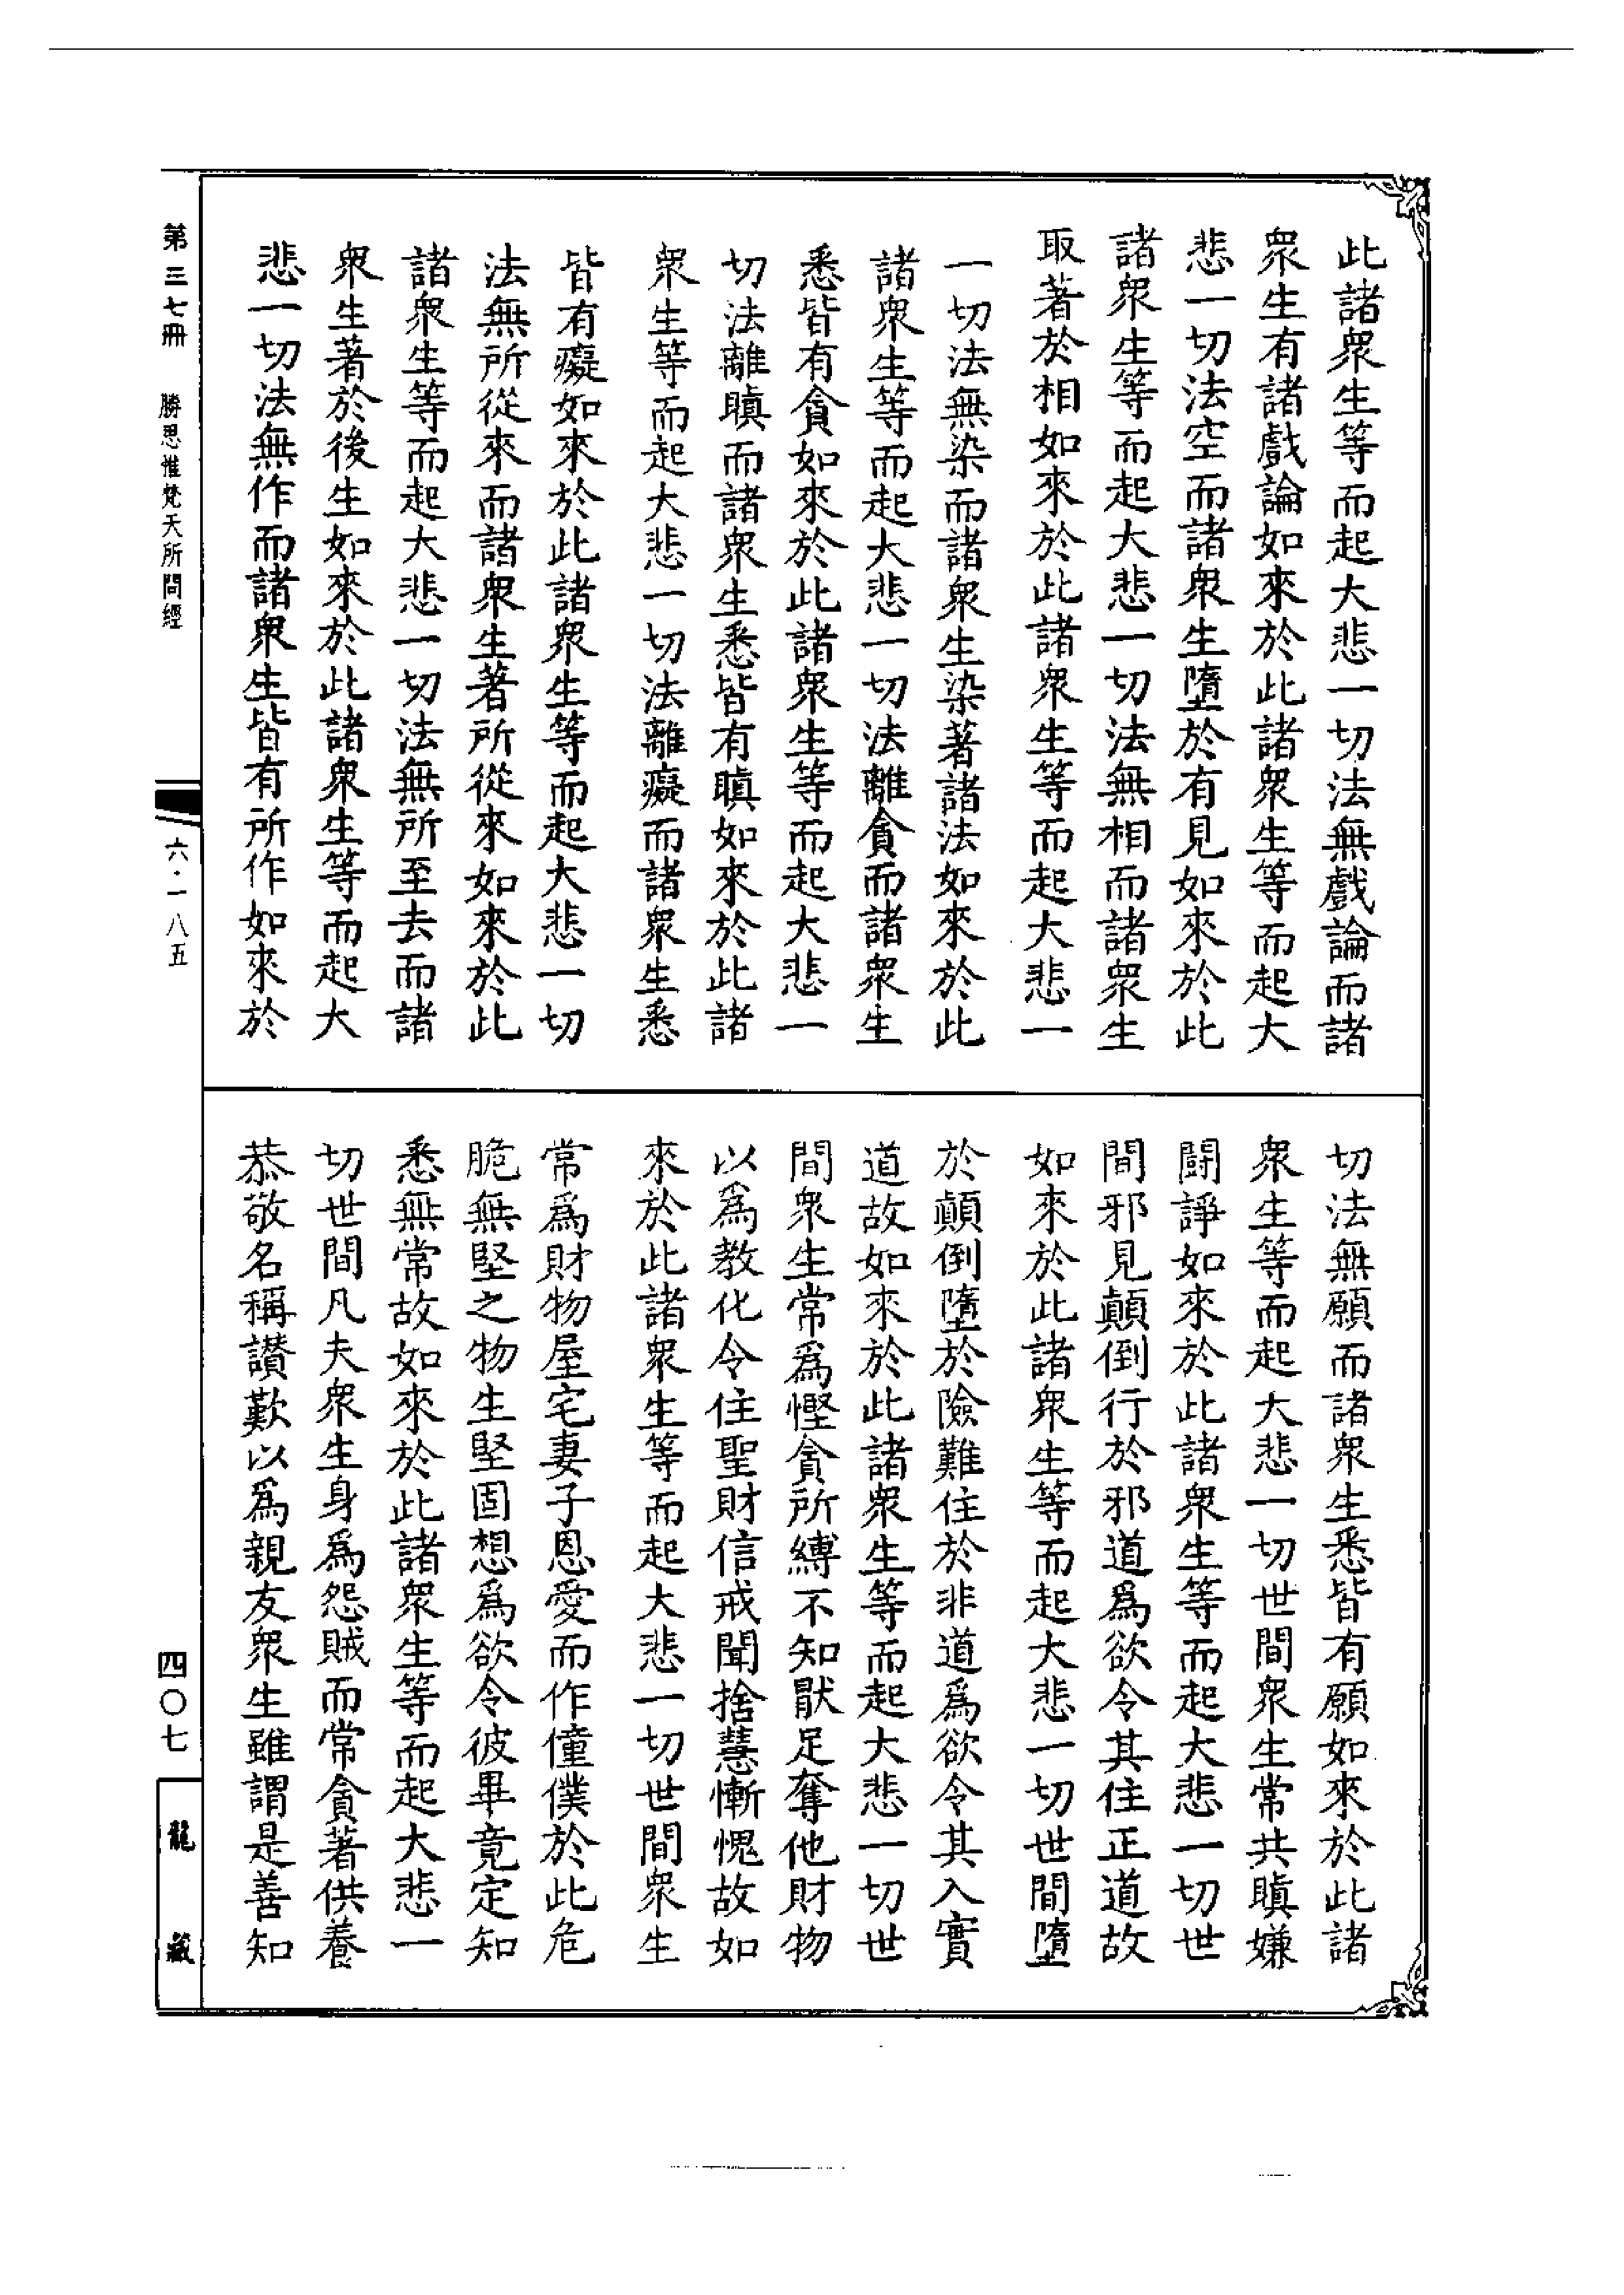 此諸衆生等而起大悲一切法無戲論而諸
衆生有諸戲論如來於此諸衆生等而起大
悲一切法空而諸衆生墮於有見如來於此
諸衆生等而起大悲一切法無相而諸衆生
取著於相如來於此諸衆生等而起大悲一
一切法無染而諸衆生染著諸法如來於此
諸衆生等而起大悲一切法離貪而諸衆生
悉皆有貪如來於此諸衆生等而起大悲一
切法離瞋而諸衆生悉皆有瞋如來於此諸
衆生等而起大悲一切法離癡而諸衆生悉
皆有癡如來於此諸衆生等而起大悲一切
法無所從來而諸衆生著所從來如來於此
諸衆生等而起大悲一切法無所至去而諸
衆生著於後生如來於此諸衆生等而起大
悲一切法無作而諸衆生皆有所作如來於
切法無願而諸衆生悉皆有願如來於此諸
衆生等而起大悲一切世間衆生常共瞋嫌
鬪諍如來於此諸衆生等而起大悲一切世
間邪見顛倒行於邪道爲欲令其住正道故
如來於此諸衆生等而起大悲一切世間墮
於顛倒墮於險難住於非道爲欲令其入實
道故如來於此諸衆生等而起大悲一切世
間衆生常爲慳貪所縛不知猒足奪他財物
以爲教化令住聖財信戒聞捨慧慚愧故如
來於此諸衆生等而起大悲一切世間衆生
常爲財物屋宅妻子恩愛而作僮僕於此危
脆無堅之物生堅固想爲欲令彼畢竟定知
悉無常故如來於此諸衆生等而起大悲一
切世間凡夫衆生身爲怨賊而常貪著供養
恭敬名稱讃歎以爲親友衆生雖謂是善知
第三七冊 勝思惟梵天所問經
六·一八五
四〇七
龍藏